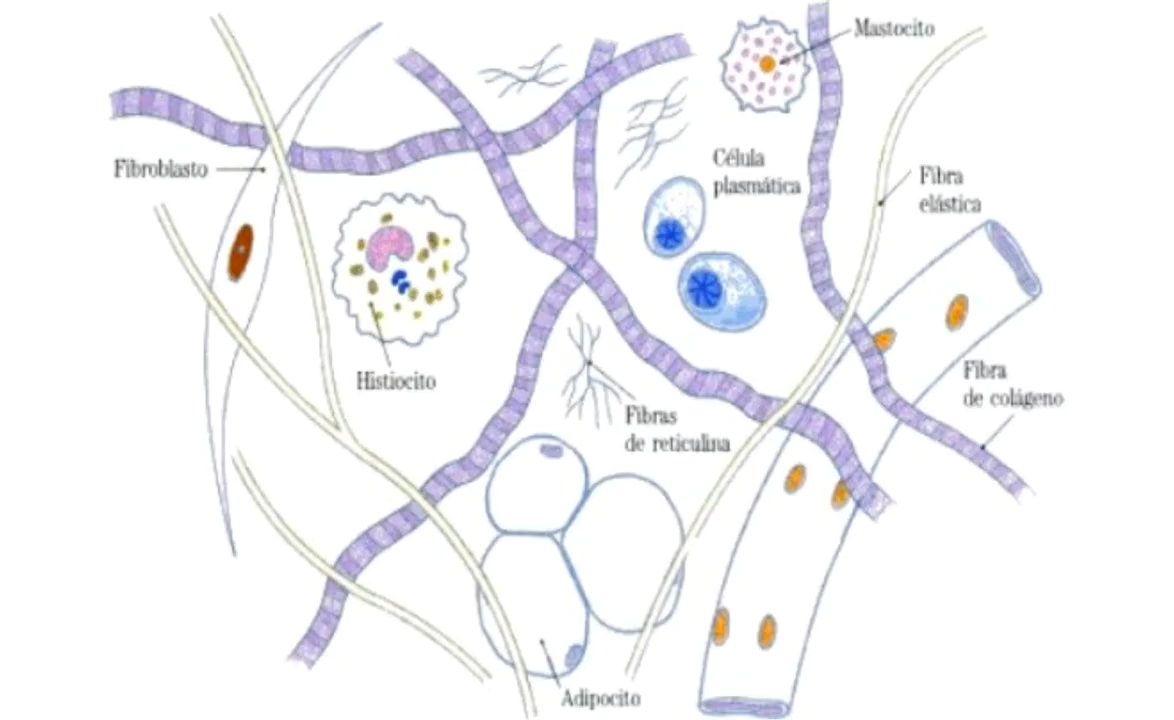 Mastocito
Célula
plasmática
Fibroblasto
Fibra
elástica
Histiocito
Fibra
de colágeno
Fibras
de reticulina
Adipocito